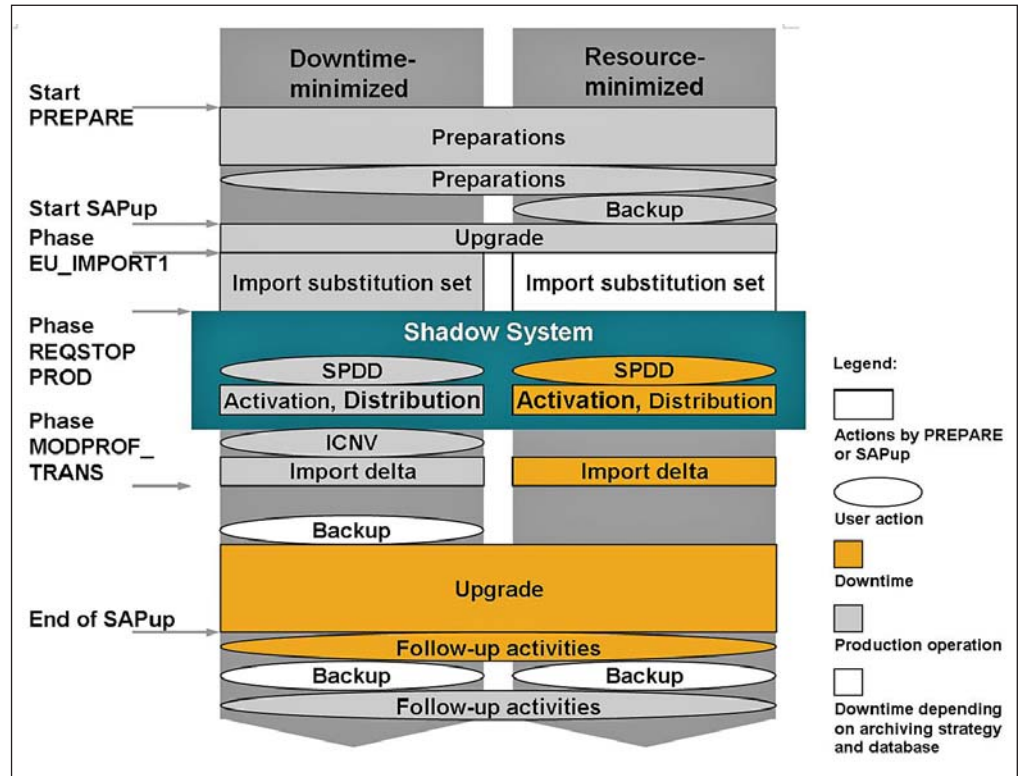 Downtime-
minimized
Resource-
minimized
Start
PREPARE
Preparations
Preparations
Backup
Start SAPup
Upgrade
Phase
EU_IMPORT1
Import substitution set
Import substitution set
Phase
REQSTOP
PROD
Shadow System
SPDD
SPDD
Activation, Distribution
Activation, Distribution
Phase
MODPROF_
TRANS
ICNV
Import delta
Import delta
Backup
Upgrade
End of SAPup
Follow-up activities
Backup
Backup
Follow-up activities
Legend:
Actions by PREPARE
or SAPup
User action
Downtime
Production operation
Downtime depending
on archiving strategy
and database